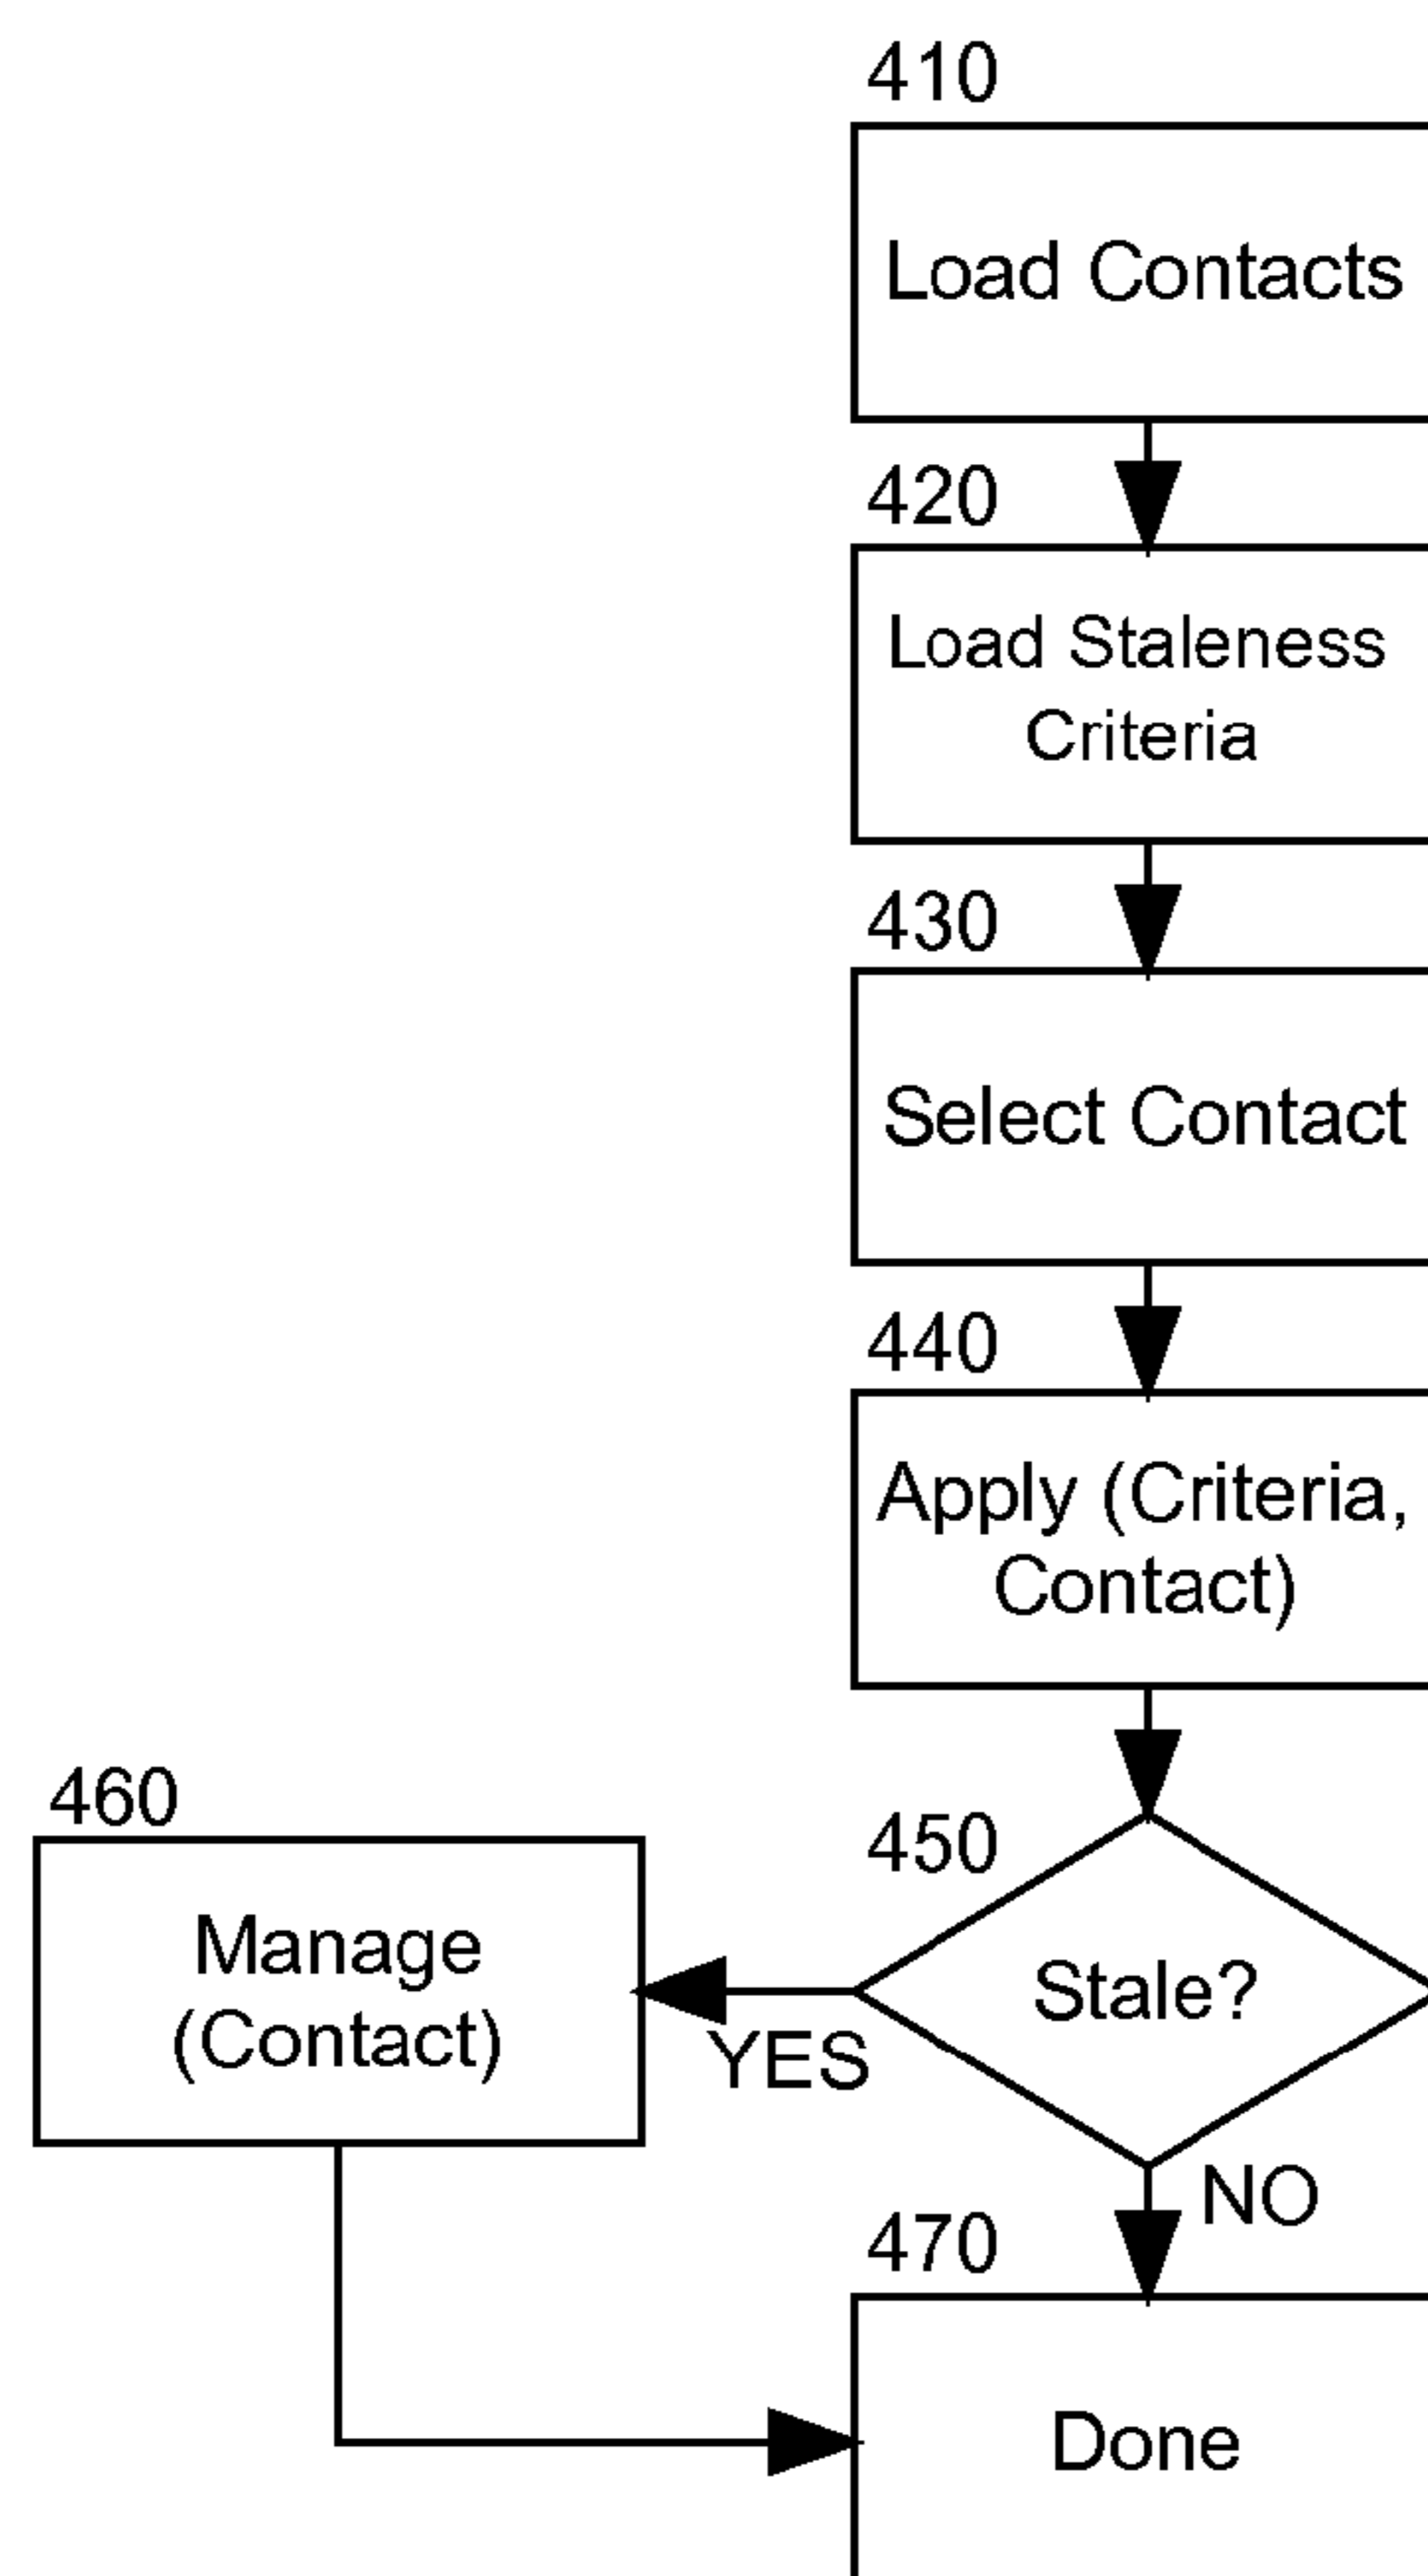 410
Load Contacts
420
Load Staleness
Criteria
430
Select Contact
440
Apply (Criteria,
Contact)
450
Stale?
YES
NO
460
Manage
(Contact)
470
Done